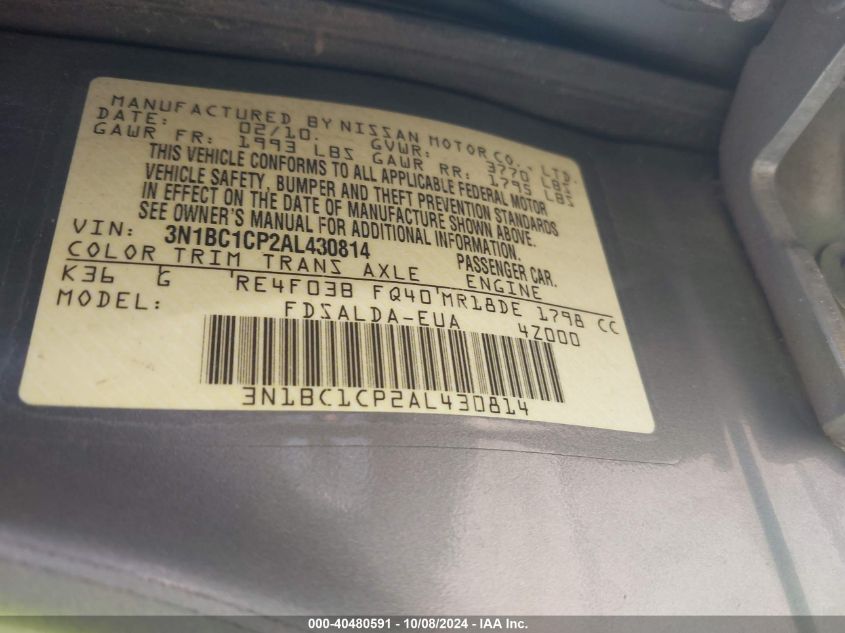 MANUFACTURED BY NISSAN MOTOR CO., LTD.
DATE: 02/10. GVWR: 3770 LBS
GAWR FR: 1993 LBS GAWR RR: 1795 LBS
THIS VEHICLE CONFORMS TO ALL APPLICABLE FEDERAL MOTOR
VEHICLE SAFETY, BUMPER AND THEFT PREVENTION STANDARDS
IN EFFECT ON THE DATE OF MANUFACTURE SHOWN ABOVE.
SEE OWNER'S MANUAL FOR ADDITIONAL INFORMATION.
VIN: 3N1BC1CP2AL430814 PASSENGER CAR.
COLOR TRIM TRANS AXLE ENGINE
K36 G RE4F03B FQ40 MR18DE 1798 CC
MODEL: FDSALDA-EUA 4Z000
3N1BC1CP2AL430814
000-40480591 - 10/08/2024 - IAA Inc.